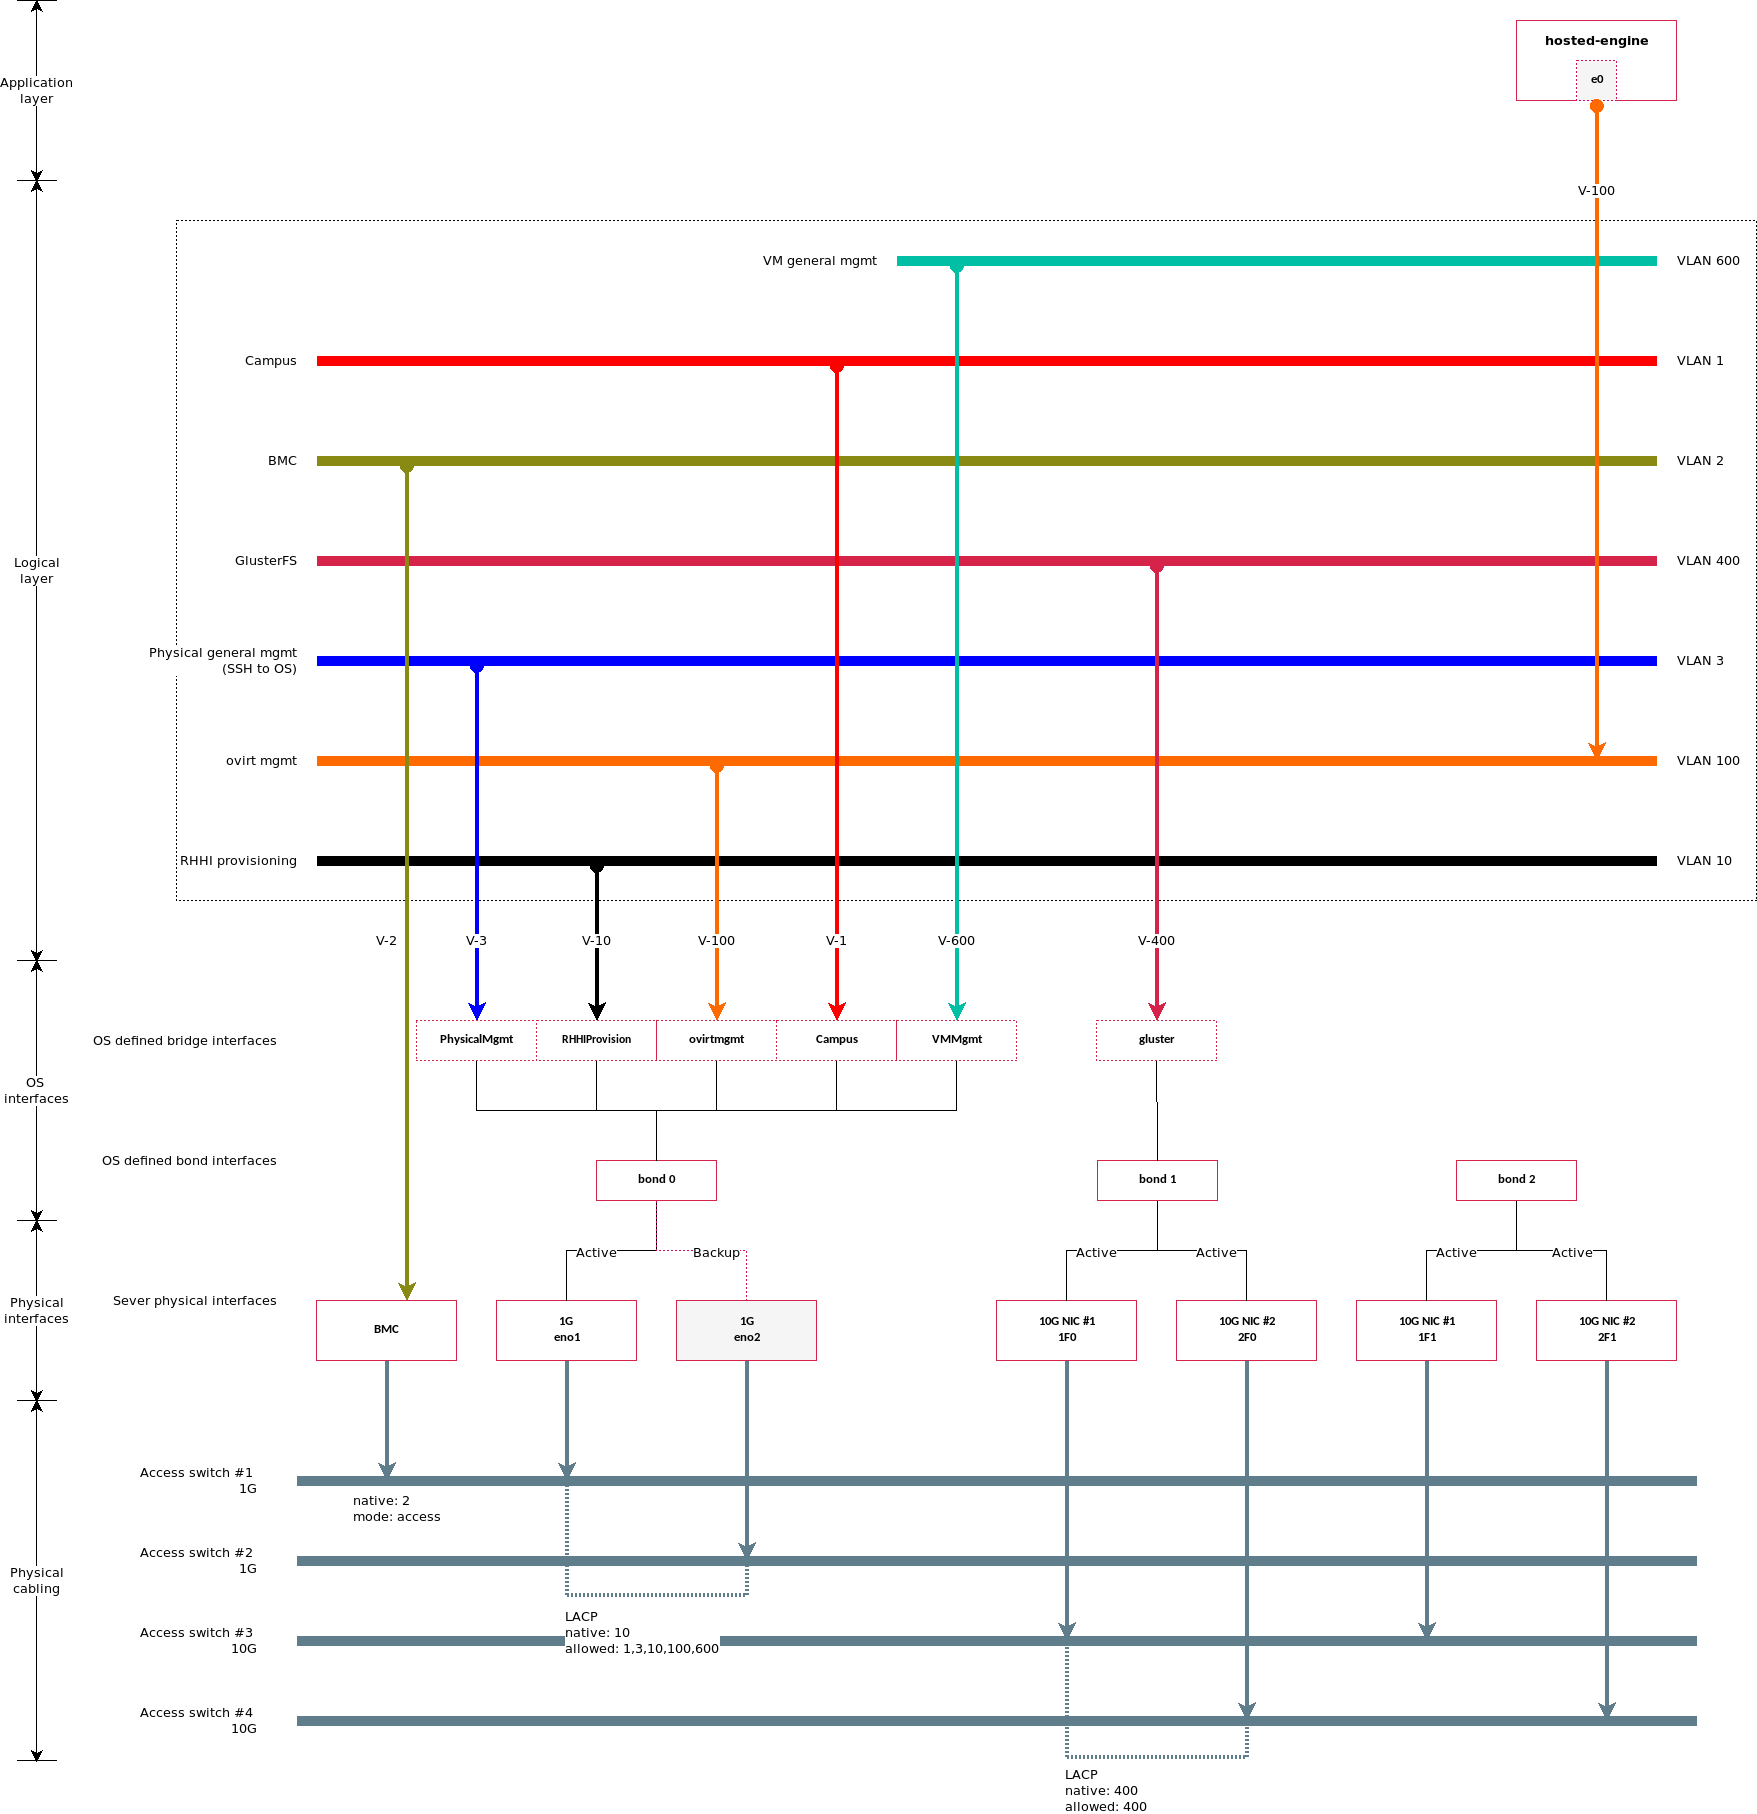 hosted-engine
e0
Application
layer
V-100
VM general mgmt
VLAN 600
Campus
VLAN 1
BMC
VLAN 2
GlusterFS
VLAN 400
Logical
layer
Physical general mgmt
(SSH to OS)
VLAN 3
ovirt mgmt
VLAN 100
RHHI provisioning
VLAN 10
V-2
V-3
V-10
V-100
V-1
V-600
V-400
OS defined bridge interfaces
PhysicalMgmt
RHHIProvision
ovirtmgmt
Campus
VMMgmt
gluster
OS
interfaces
OS defined bond interfaces
bond 0
bond 1
bond 2
Active
Backup
Active
Active
Active
Active
Physical
interfaces
Sever physical interfaces
BMC
1G
eno1
1G
eno2
10G NIC #1
1F0
10G NIC #2
2F0
10G NIC #1
1F1
10G NIC #2
2F1
Access switch #1
1G
native: 2
mode: access
Access switch #2
1G
Physical
cabling
LACP
native: 10
allowed: 1,3,10,100,600
Access switch #3
10G
Access switch #4
10G
LACP
native: 400
allowed: 400